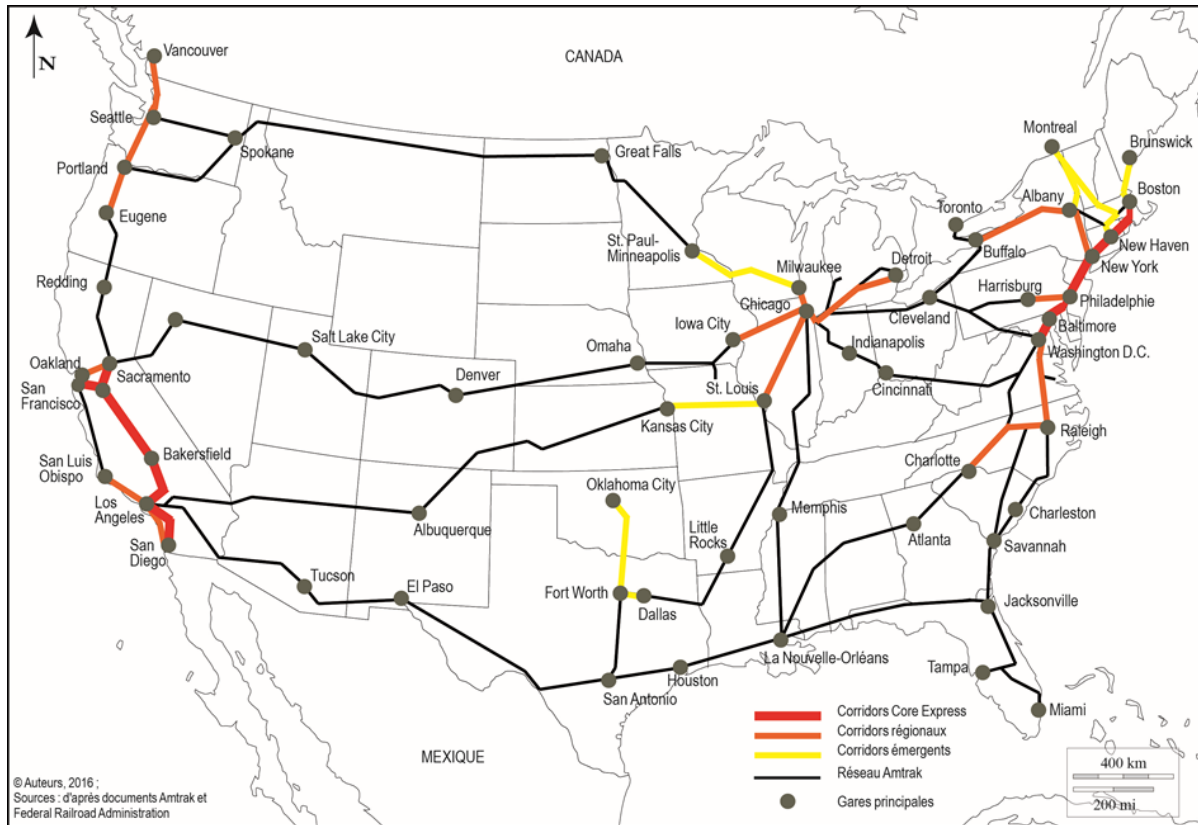 N
CANADA
Vancouver
Seattle
Spokane
Portland
Eugene
Redding
Great Falls
St. Paul-
Minneapolis
Milwaukee
Chicago
Detroit
Toronto
Buffalo
Montreal
Brunswick
Albany
Boston
New Haven
New York
Harrisburg
Philadelphie
Baltimore
Washington D.C.
Cleveland
Indianapolis
Cincinnati
Iowa City
Omaha
Salt Lake City
Denver
Oakland
Sacramento
San
Francisco
St. Louis
Kansas City
Raleigh
Charlotte
San Luis
Obispo
Bakersfield
Los
Angeles
San
Diego
Albuquerque
Oklahoma City
Little
Rocks
Memphis
Atlanta
Charleston
Savannah
Tucson
El Paso
Fort Worth
Dallas
Jacksonville
La Nouvelle-Orléans
Houston
San Antonio
Tampa
Miami
MEXIQUE
Corridors Core Express
Corridors régionaux
Corridors émergents
Réseau Amtrak
Gares principales
400 km
200 mi
© Auteurs, 2016 ;
Sources : d'après documents Amtrak et
Federal Railroad Administration